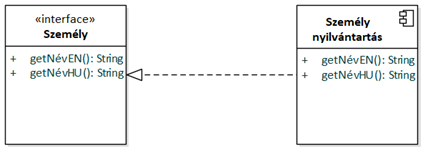 «interface»
Személy
+ getNévEN(): String
+ getNévHU(): String
Személy
nyilvántartás
+ getNévEN(): String
+ getNévHU(): String